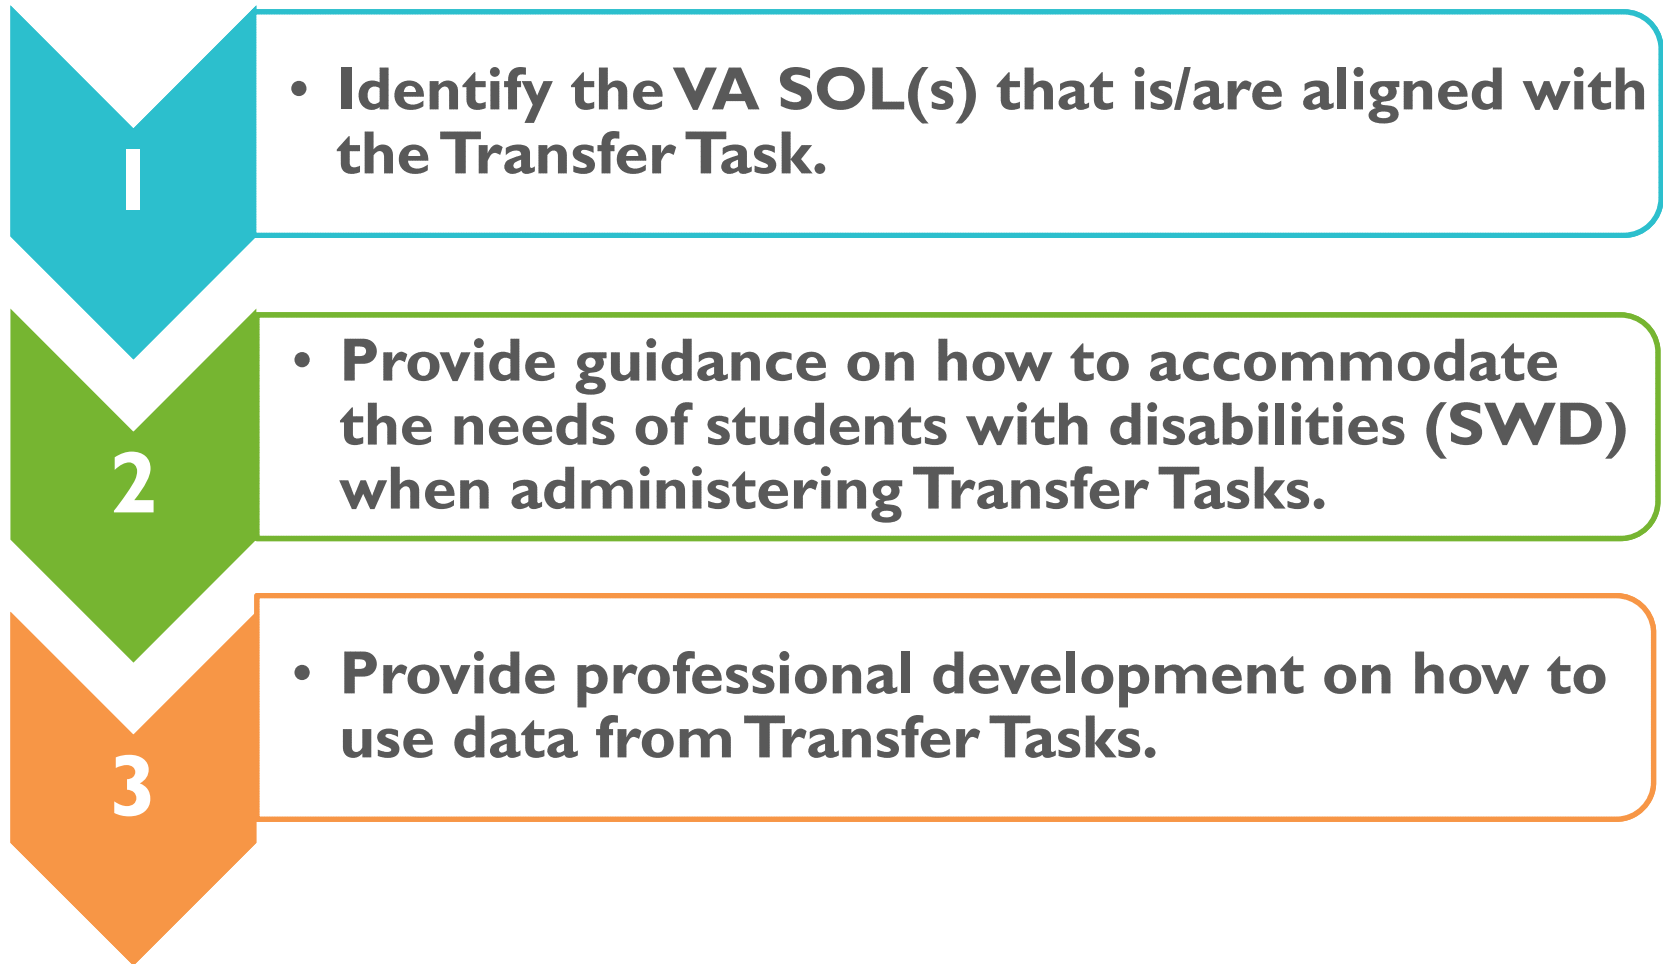 1
• Identify the VA SOL(s) that is/are aligned with
the Transfer Task.
2
• Provide guidance on how to accommodate
the needs of students with disabilities (SWD)
when administering Transfer Tasks.
3
• Provide professional development on how to
use data from Transfer Tasks.